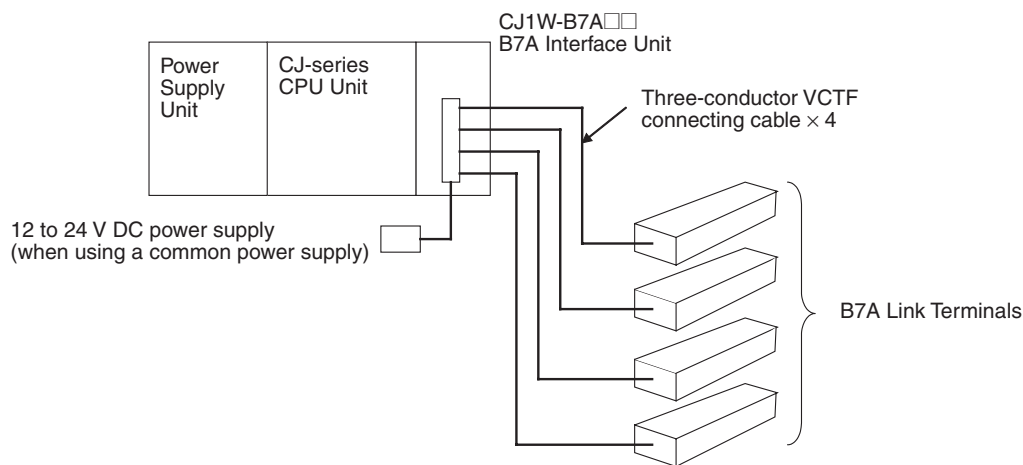 CJ1W-B7A□□
B7A Interface Unit
Power
Supply
Unit
CJ-series
CPU Unit
Three-conductor VCTF
connecting cable × 4
12 to 24 V DC power supply
(when using a common power supply)
B7A Link Terminals